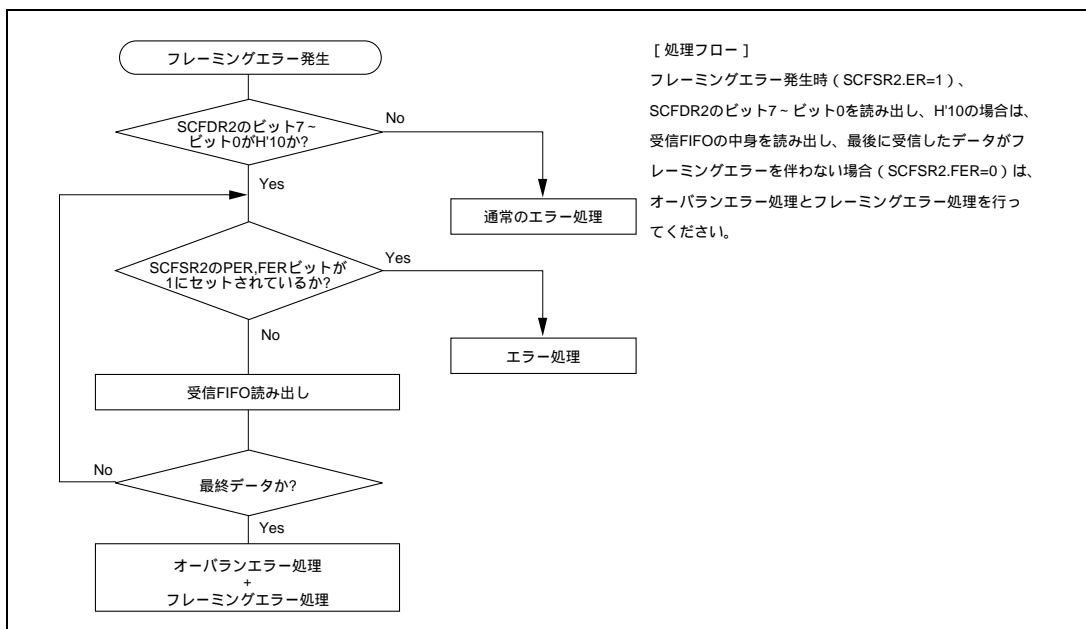 フレーミングエラー発生
SCFDR2のビット7～
ビット0がH'10か?
No
Yes
通常のエラー処理
SCFSR2のPER,FERビットが
1にセットされているか?
Yes
No
エラー処理
受信FIFO読み出し
No
最終データか?
Yes
オーバランエラー処理
+
フレーミングエラー処理
［処理フロー］
フレーミングエラー発生時（SCFSR2.ER=1）、
SCFDR2のビット7～ビット0を読み出し、H'10の場合は、
受信FIFOの中身を読み出し、最後に受信したデータがフ
レーミングエラーを伴わない場合（SCFSR2.FER=0）は、
オーバランエラー処理とフレーミングエラー処理を行っ
てください。